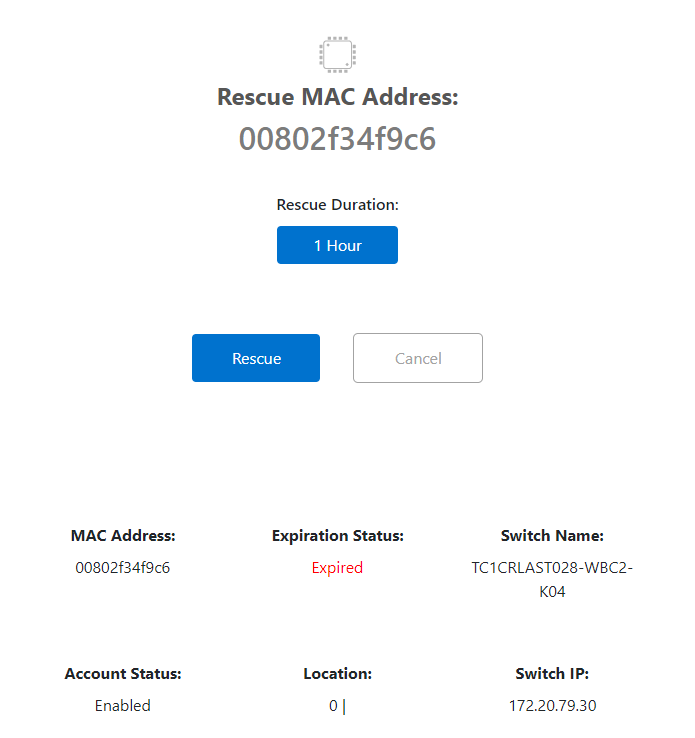 Rescue MAC Address:
00802f34f9c6
Rescue Duration:
1 Hour
Rescue
Cancel
MAC Address:
Expiration Status:
Switch Name:
00802f34f9c6
Expired
TC1CRLAST028-WBC2-
K04
Account Status:
Location:
Switch IP:
Enabled
0 |
172.20.79.30